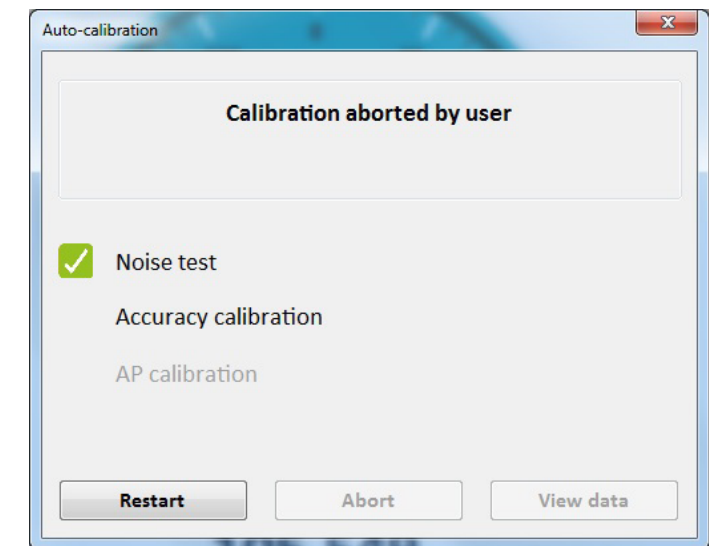 Auto-calibration
Calibration aborted by user
Noise test
Accuracy calibration
AP calibration
Restart Abort View data